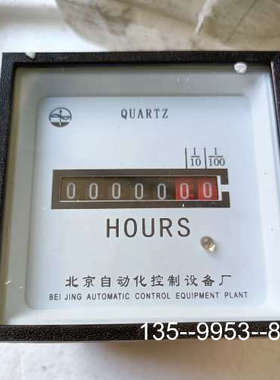 QUARTZ
1/10 1/100
0000000
HOURS
北京自动化控制设备厂
BEI JING AUTOMATIC CONTROL EQUIPMENT PLANT
135--9953--8